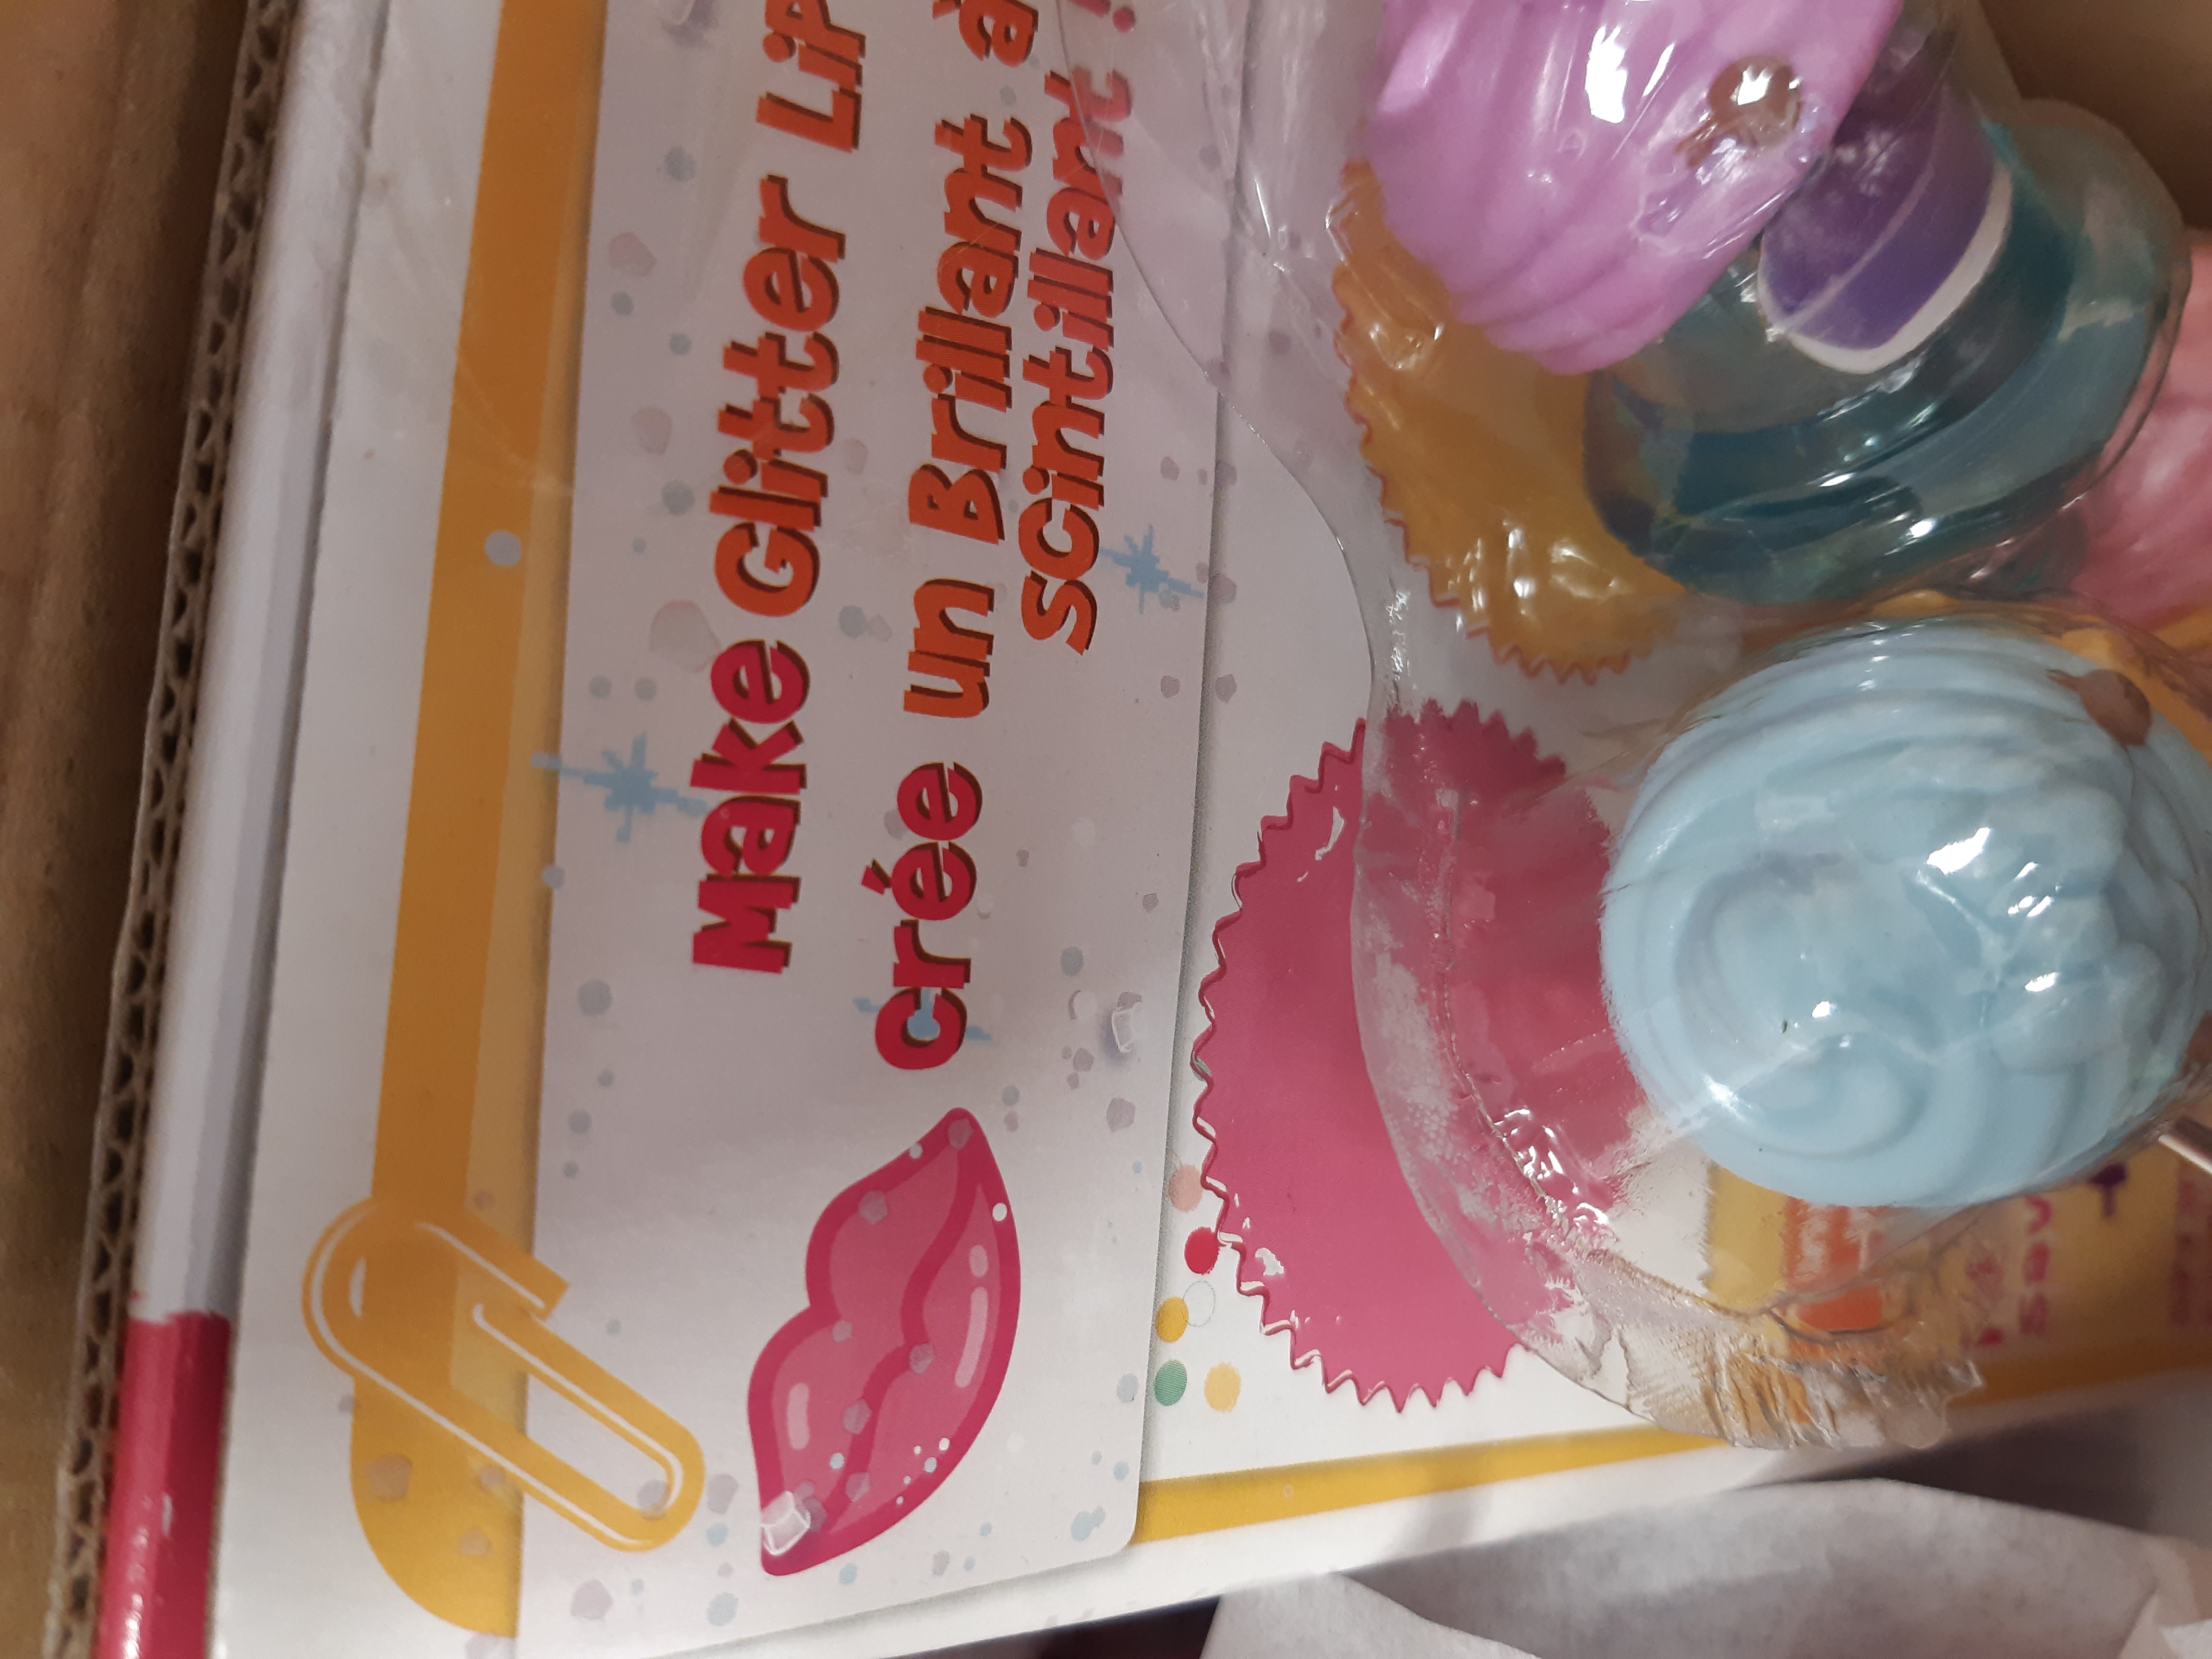 Make Glitter Lip
crée un Brillant à
scintillant !